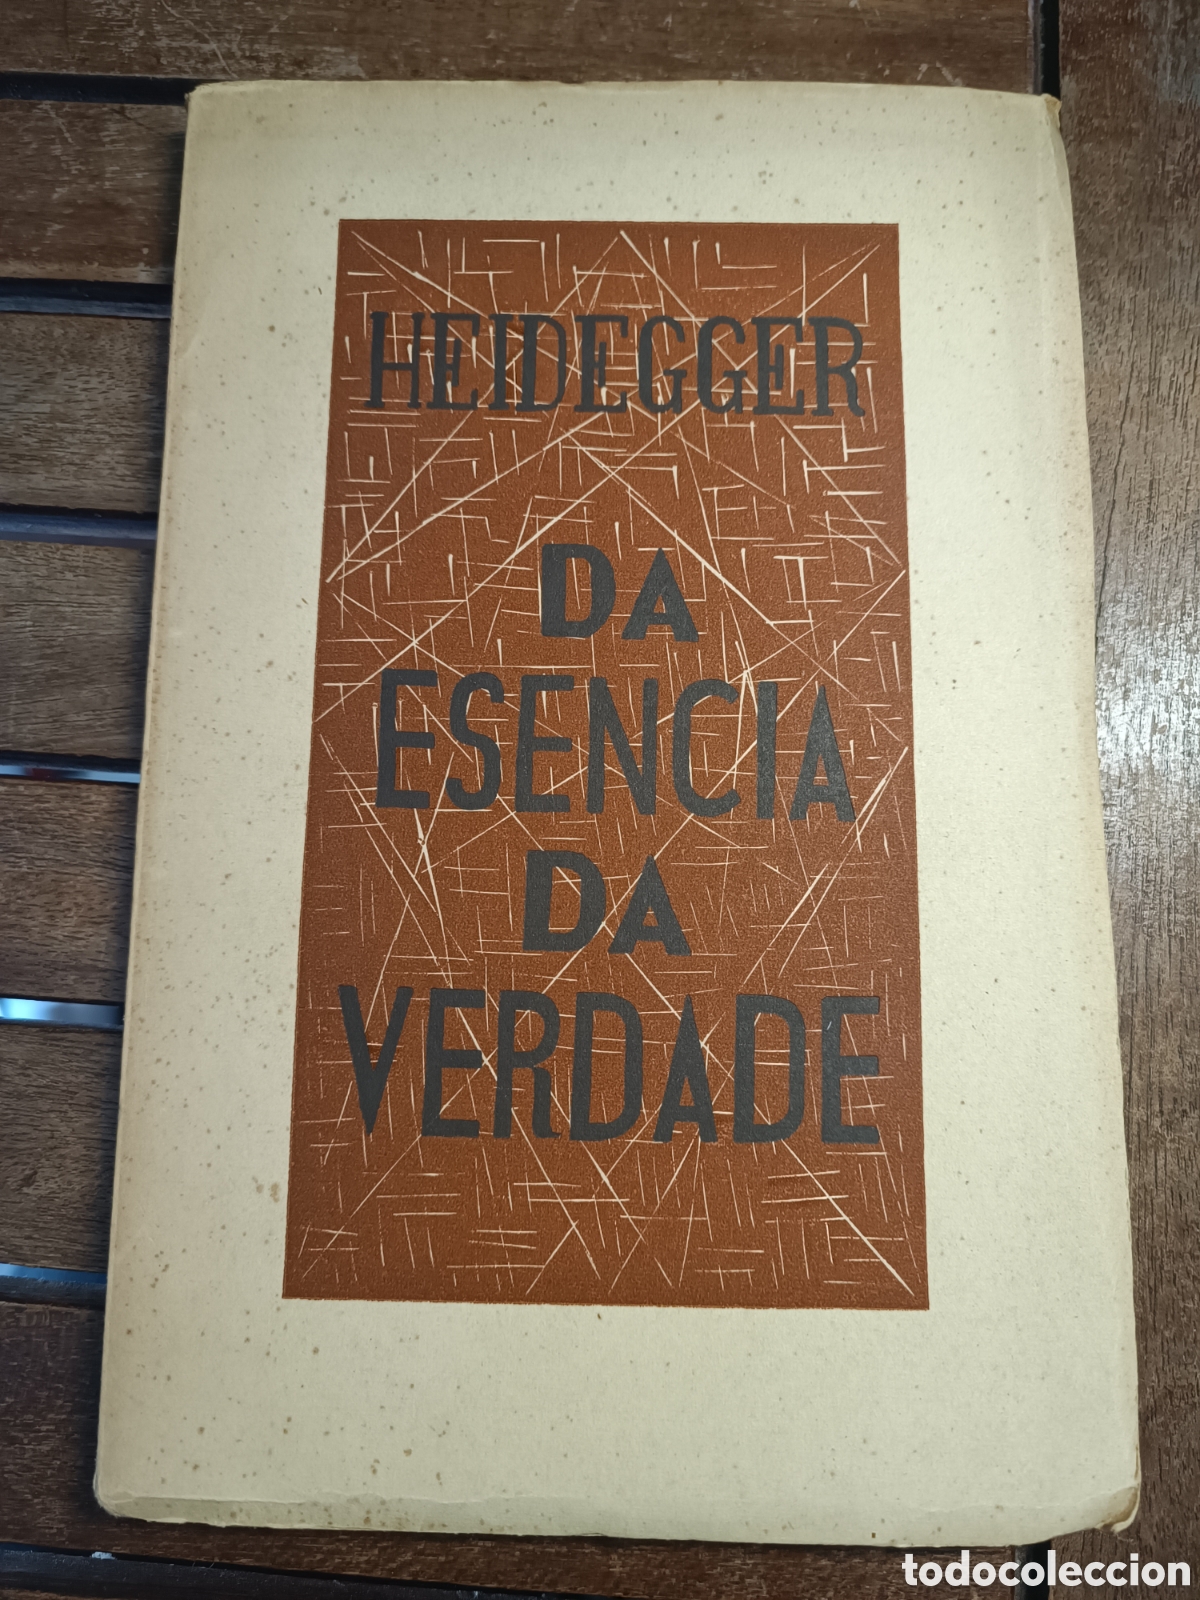 HEIDEGGER
DA
ESENCIA
DA
VERDADE
todocoleccion